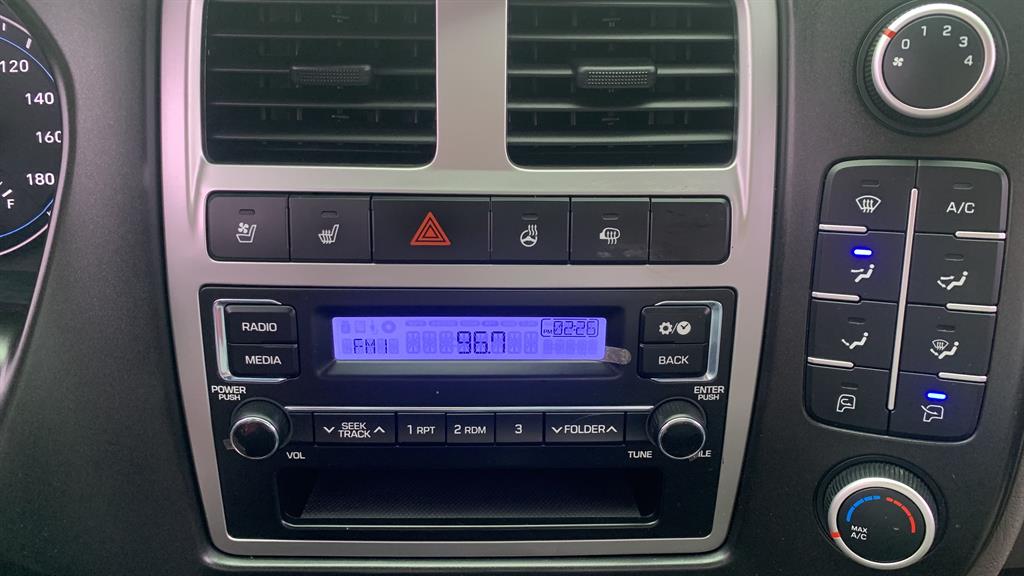 120
140
160
180
F
0 1 2 3 4
A/C
RADIO
MEDIA
FM1 96.7 PM 02:26
BACK
POWER
PUSH
ENTER
PUSH
SEEK
TRACK
1 RPT
2 RDM
3
FOLDER
VOL
TUNE
MAX
A/C